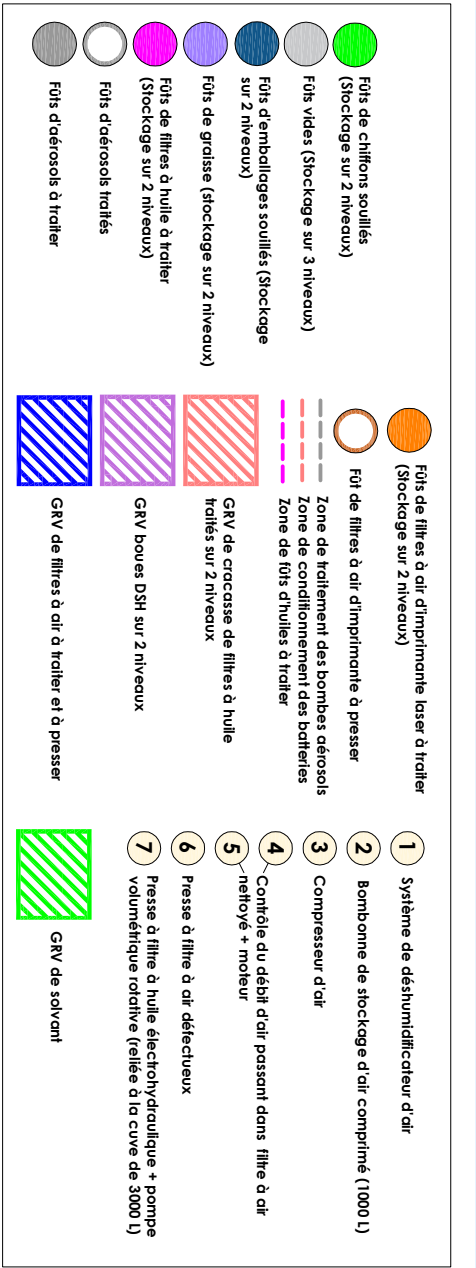 Fûts de chiffons souillés
(Stockage sur 2 niveaux)
Fûts vides (Stockage sur 3 niveaux)
Fûts d'emballages souillés (Stockage
sur 2 niveaux)
Fûts de graisse (stockage sur 2 niveaux)
Fûts de filtres à huile à traiter
(Stockage sur 2 niveaux)
Fûts d'aérosols traités
Fûts d'aérosols à traiter
Fûts de filtres à air d'imprimante laser à traiter
(Stockage sur 2 niveaux)
Fût de filtres à air d'imprimante à presser
Zone de traitement des bombes aérosols
Zone de conditionnement des batteries
Zone de fûts d'huiles à traiter
GRV de cracasse de filtres à huile
traités sur 2 niveaux
GRV boues DSH sur 2 niveaux
GRV de filtres à air à traiter et à presser
1 Système de déshumidificateur d'air
2 Bombonne de stockage d'air comprimé (1000 L)
3 Compresseur d'air
4 Contrôle du débit d'air passant dans filtre à air
5 nettoyé + moteur
6 Presse à filtre à air défectueux
7 Presse à filtre à huile électrohydraulique + pompe
volumétrique rotative (reliée à la cuve de 3000 L)
GRV de solvant